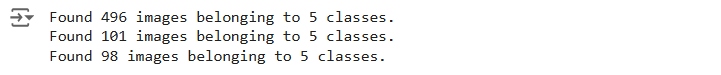 Found 496 images belonging to 5 classes.
Found 101 images belonging to 5 classes.
Found 98 images belonging to 5 classes.